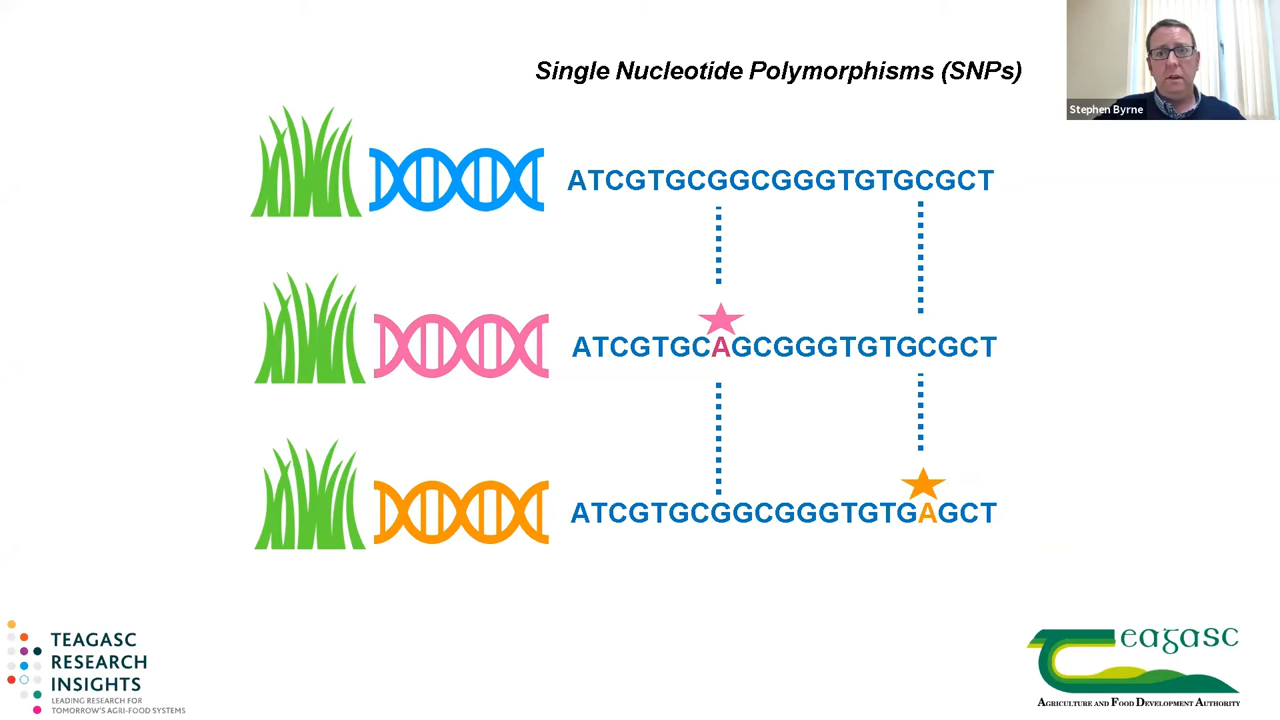 Single Nucleotide Polymorphisms (SNPs)
Stephen Byrne
ATCGTGCGGCGGGTGTGCGCT
ATCGTGCAGCGGGTGTGCGCT
ATCGTGCGGCGGGTGTGAGCT
TEAGASC
RESEARCH
INSIGHTS
LEADING RESEARCH FOR
TOMORROW'S AGRI-FOOD SYSTEMS
eagasc
AGRICULTURE AND FOOD DEVELOPMENT AUTHORITY